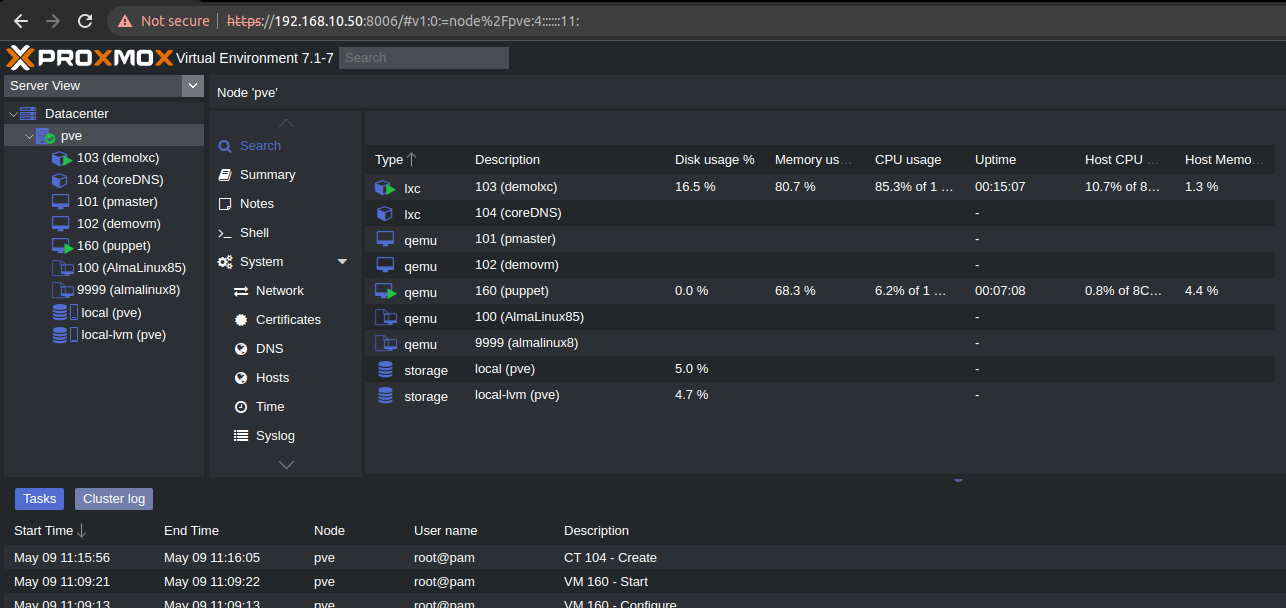 Not secure https://192.168.10.50:8006/#v1:0:=node%2Fpve:4::::::11:
PROXMOX Virtual Environment 7.1-7 Search
Server View
Datacenter
pve
103 (demolxc)
104 (coreDNS)
101 (pmaster)
102 (demovm)
160 (puppet)
100 (AlmaLinux85)
9999 (almalinux8)
local (pve)
local-lvm (pve)
Node 'pve'
Search
Summary
Notes
>_ Shell
System
Network
Certificates
DNS
Hosts
Time
Syslog
Type Description Disk usage % Memory us... CPU usage Uptime Host CPU ... Host Memo...
lxc 103 (demolxc) 16.5 % 80.7 % 85.3% of 1 ... 00:15:07 10.7% of 8... 1.3 %
lxc 104 (coreDNS) -
qemu 101 (pmaster) -
qemu 102 (demovm) -
qemu 160 (puppet) 0.0 % 68.3 % 6.2% of 1 ... 00:07:08 0.8% of 8C... 4.4 %
qemu 100 (AlmaLinux85) -
qemu 9999 (almalinux8) -
storage local (pve) 5.0 % -
storage local-lvm (pve) 4.7 % -
Tasks Cluster log
Start Time End Time Node User name Description
May 09 11:15:56 May 09 11:16:05 pve root@pam CT 104 - Create
May 09 11:09:21 May 09 11:09:22 pve root@pam VM 160 - Start
May 09 11:09:13 May 09 11:09:13 pve root@pam VM 160 - Configure